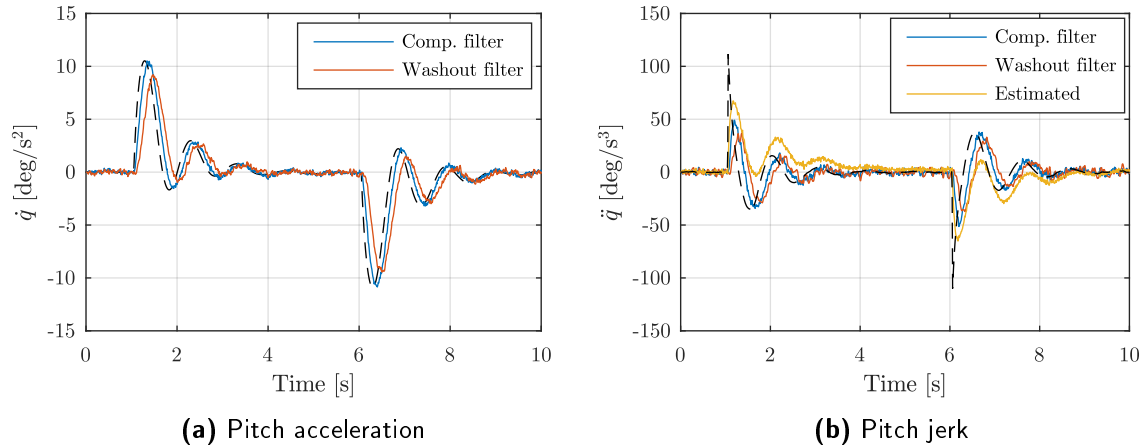 15
10
5
0
-5
-10
-15
q̇ [deg/s²]
Comp. filter
Washout filter
0 2 4 6 8 10
Time [s]
(a) Pitch acceleration
150
100
50
0
-50
-100
-150
q̈ [deg/s³]
Comp. filter
Washout filter
Estimated
0 2 4 6 8 10
Time [s]
(b) Pitch jerk